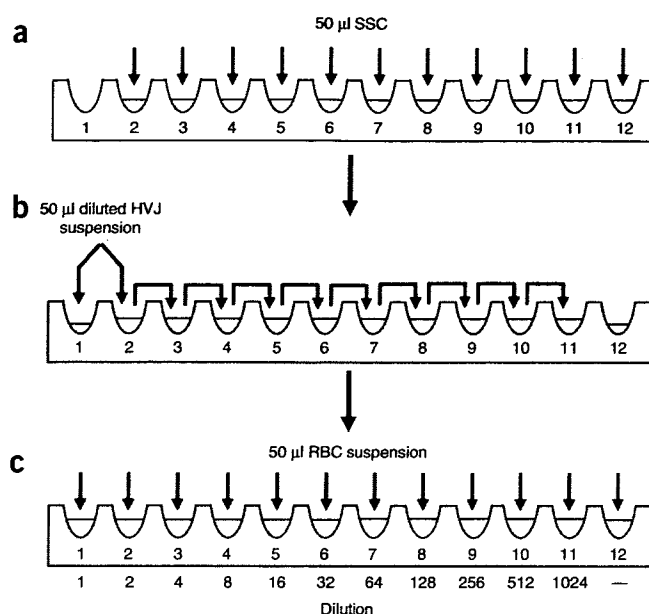 a
50 µl SSC
1 2 3 4 5 6 7 8 9 10 11 12
b
50 µl diluted HVJ
suspension
1 2 3 4 5 6 7 8 9 10 11 12
c
50 µl RBC suspension
1 2 3 4 5 6 7 8 9 10 11 12
1 2 4 8 16 32 64 128 256 512 1024 —
Dilution